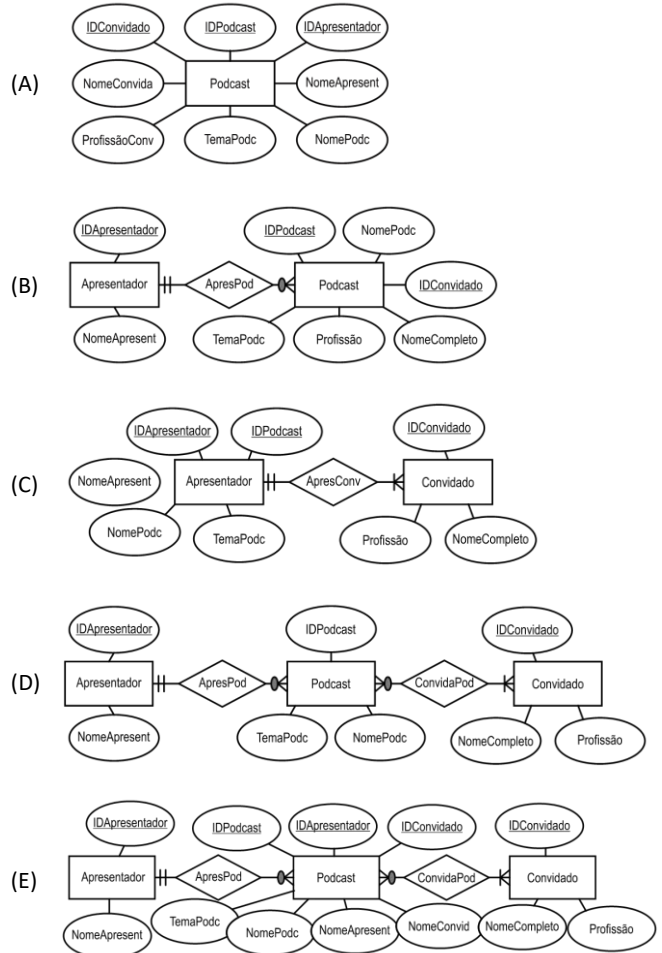 IDConvidado IDPodcast IDApresentador
(A) NomeConvida Podcast NomeApresent
ProfissãoConv TemaPodc NomePodc
IDApresentador IDPodcast NomePodc
(B) Apresentador ApresPod Podcast IDConvidado
NomeApresent TemaPodc Profissão NomeCompleto
IDApresentador IDPodcast IDConvidado
(C) NomeApresent Apresentador ApresConv Convidado
NomePodc TemaPodc Profissão NomeCompleto
IDApresentador IDPodcast IDConvidado
(D) Apresentador ApresPod Podcast ConvidaPod Convidado
NomeApresent TemaPodc NomePodc NomeCompleto Profissão
IDApresentador IDPodcast IDApresentador IDConvidado IDConvidado
(E) Apresentador ApresPod Podcast ConvidaPod Convidado
NomeApresent TemaPodc NomePodc NomeApresent NomeConvid NomeCompleto Profissão